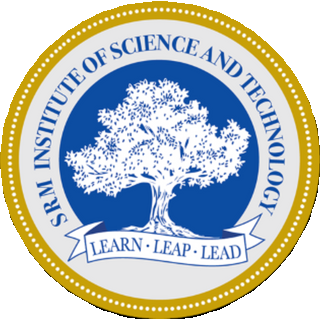 SRM INSTITUTE OF SCIENCE AND TECHNOLOGY
LEARN · LEAP · LEAD